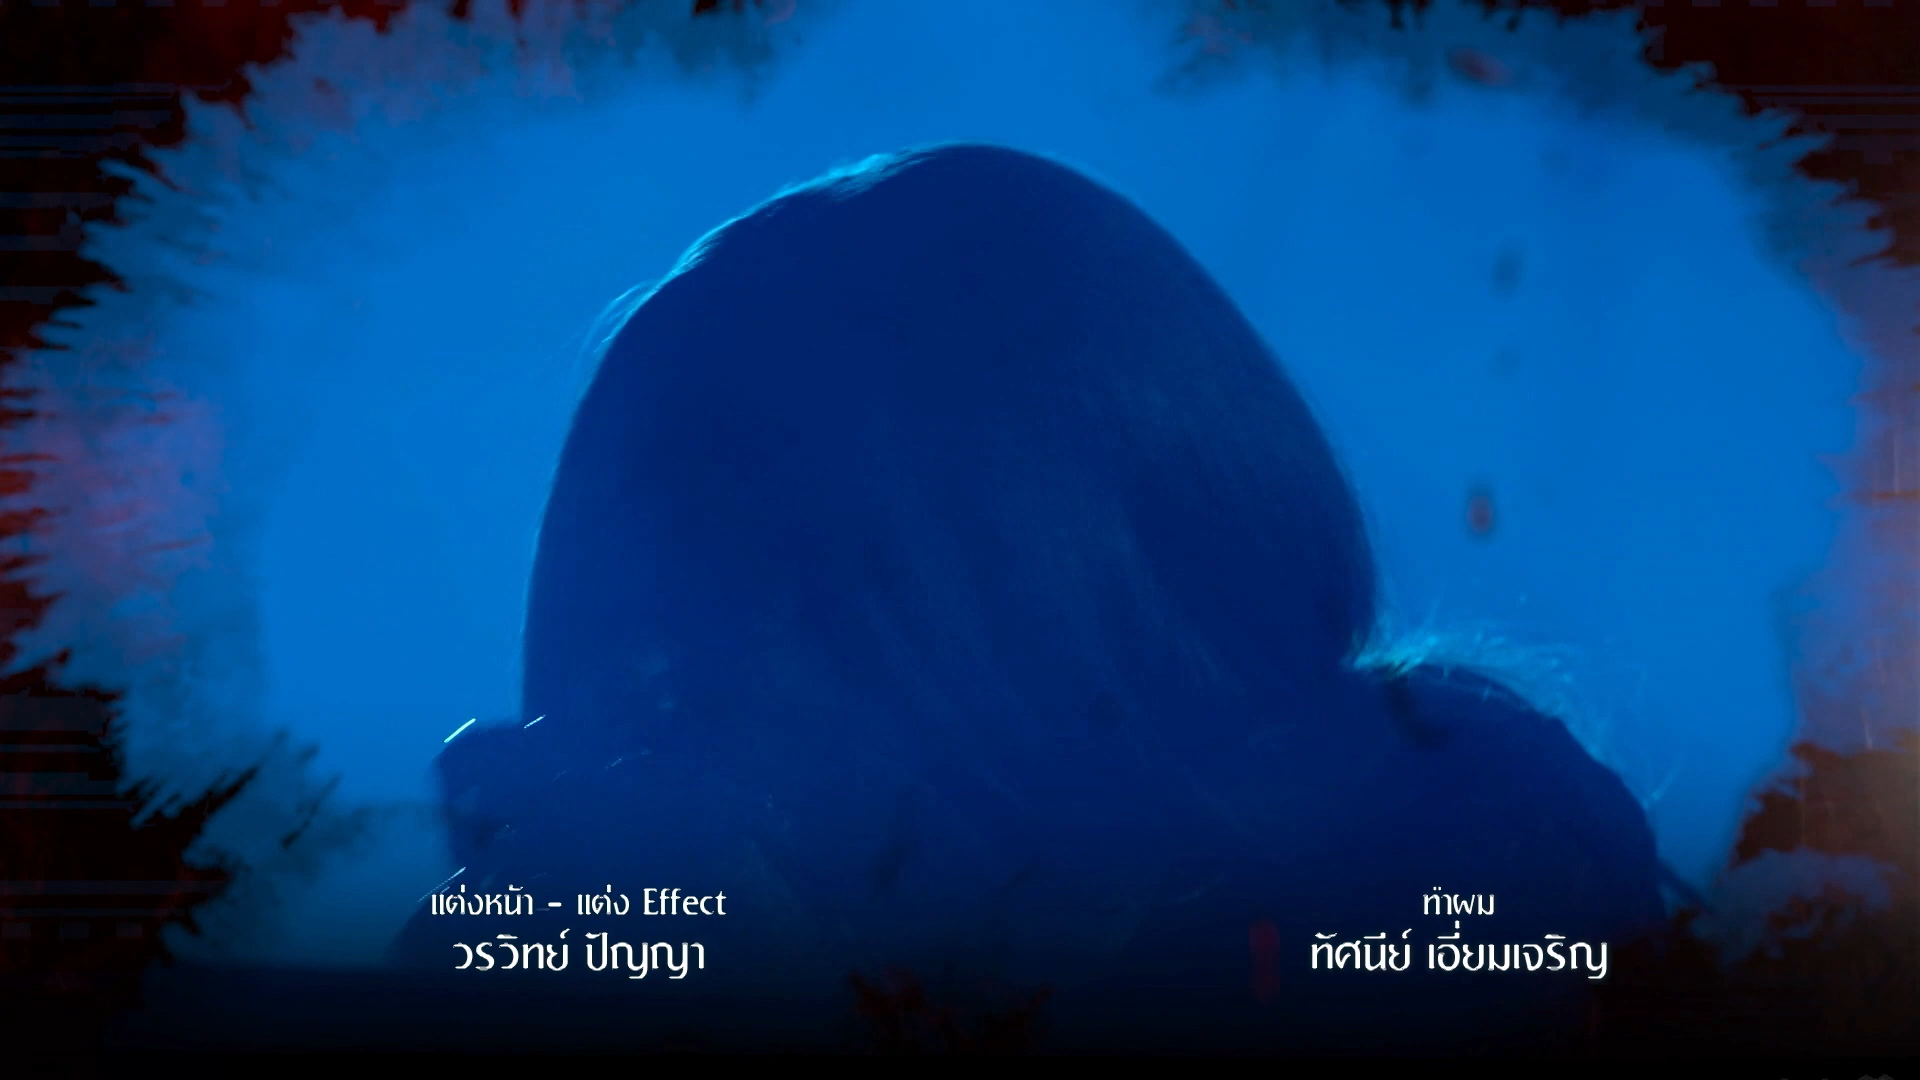 แต่งหน้า - แต่ง Effect
วรวิทย์ ปัญญา
ทำผม
ทัศนีย์ เอี่ยมเจริญ